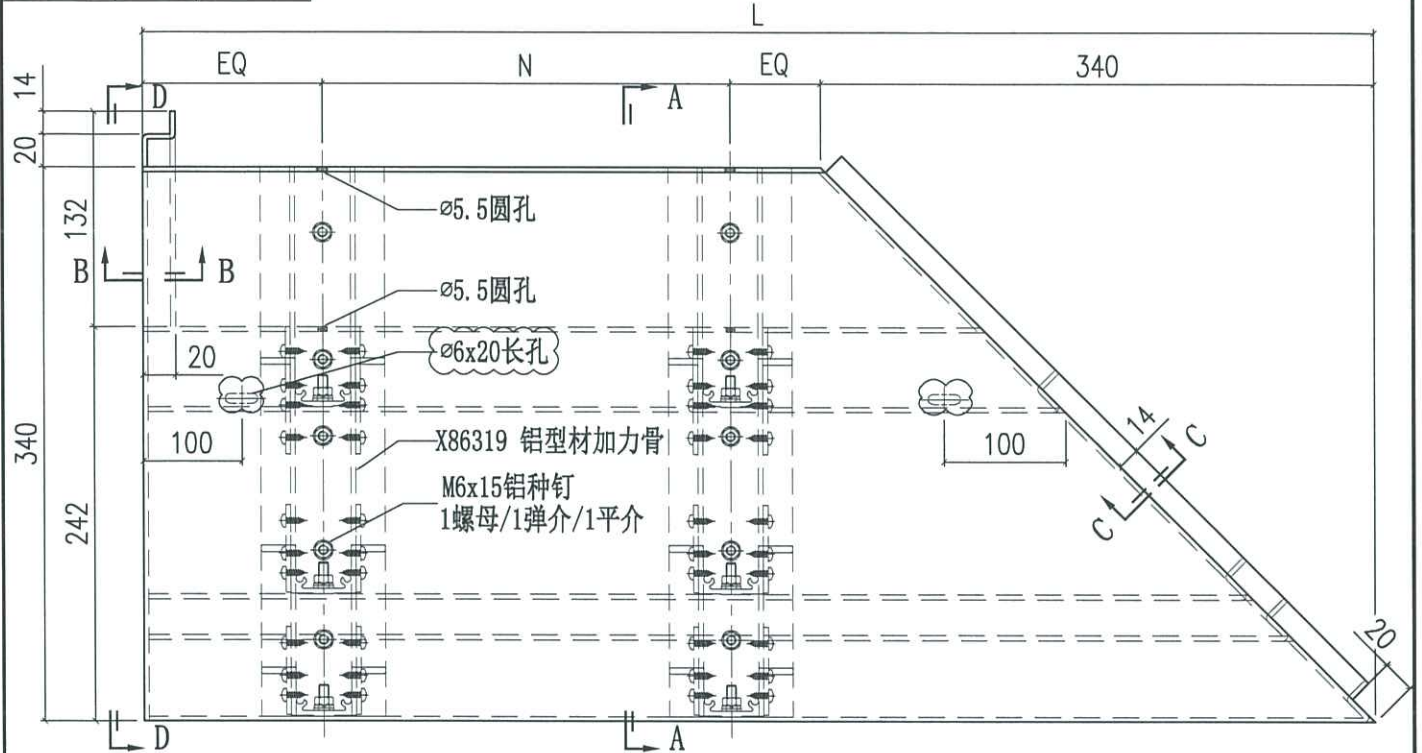 L
EQ
N
EQ
340
14
D
A
20
ø5.5圆孔
132
B
B
ø5.5圆孔
ø6x20长孔
20
340
100
X86319 铝型材加力骨
100
14
C
M6x15铝种钉
1螺母/1弹介/1平介
C
242
20
D
A